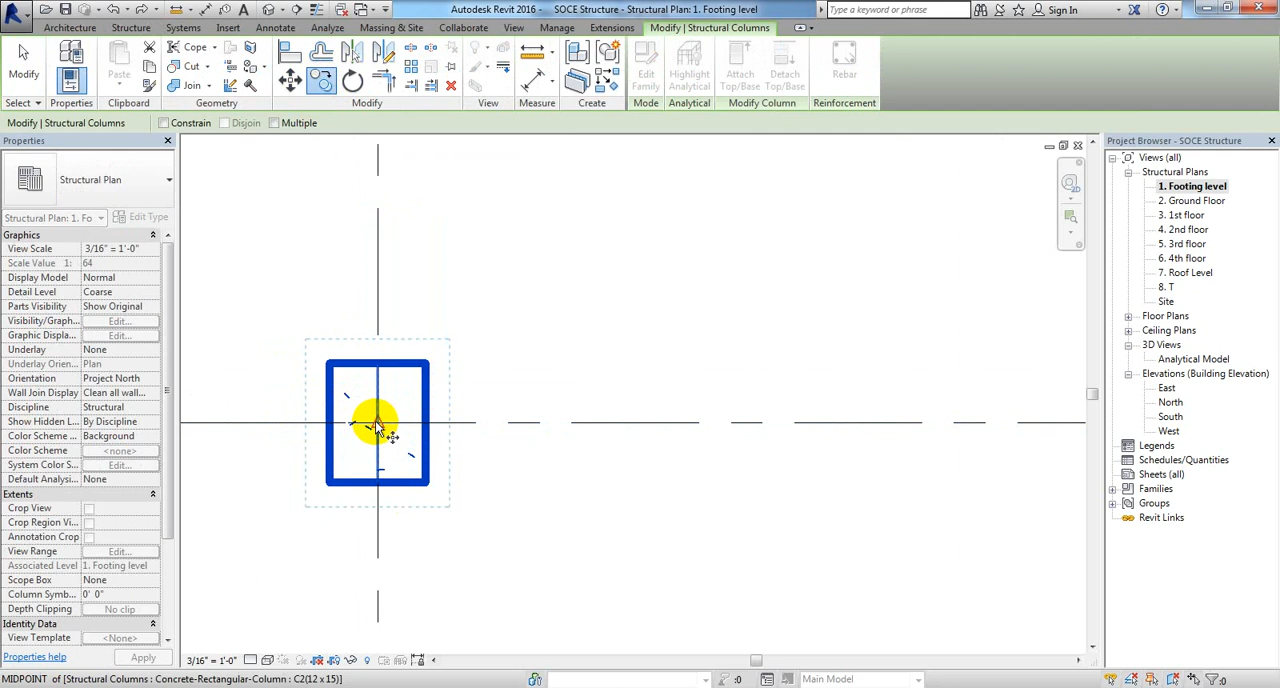 Autodesk Revit 2016 - SOCE Structure - Structural Plan: 1. Footing level
Type a keyword or phrase
Sign In
Architecture Structure Systems Insert Annotate Analyze Massing & Site Collaborate View Manage Extensions Modify | Structural Columns
Modify Paste Cope Cut Join Edit Family Highlight Analytical Attach Top/Base Detach Top/Base Rebar
Select Properties Clipboard Geometry Modify View Measure Create Mode Analytical Modify Column Reinforcement
Modify | Structural Columns Constrain Disjoin Multiple
Properties
Structural Plan
Structural Plan: 1. Fo Edit Type
Graphics
View Scale 3/16" = 1'-0"
Scale Value 1: 64
Display Model Normal
Detail Level Coarse
Parts Visibility Show Original
Visibility/Graph... Edit...
Graphic Displa... Edit...
Underlay None
Underlay Orien... Plan
Orientation Project North
Wall Join Display Clean all wall...
Discipline Structural
Show Hidden L... By Discipline
Color Scheme ... Background
Color Scheme <none>
System Color S... Edit...
Default Analysi... None
Extents
Crop View
Crop Region Vi...
Annotation Crop
View Range Edit...
Associated Level 1. Footing level
Scope Box None
Column Symb... 0' 0"
Depth Clipping No clip
Identity Data
View Template <None>
Properties help Apply
2D
Project Browser - SOCE Structure
Views (all)
Structural Plans
1. Footing level
2. Ground Floor
3. 1st floor
4. 2nd floor
5. 3rd floor
6. 4th floor
7. Roof Level
8. T
Site
Floor Plans
Ceiling Plans
3D Views
Analytical Model
Elevations (Building Elevation)
East
North
South
West
Legends
Schedules/Quantities
Sheets (all)
Families
Groups
Revit Links
3/16" = 1'-0"
MIDPOINT of [Structural Columns : Concrete-Rectangular-Column : C2(12 x15)]
:0 Main Model :0